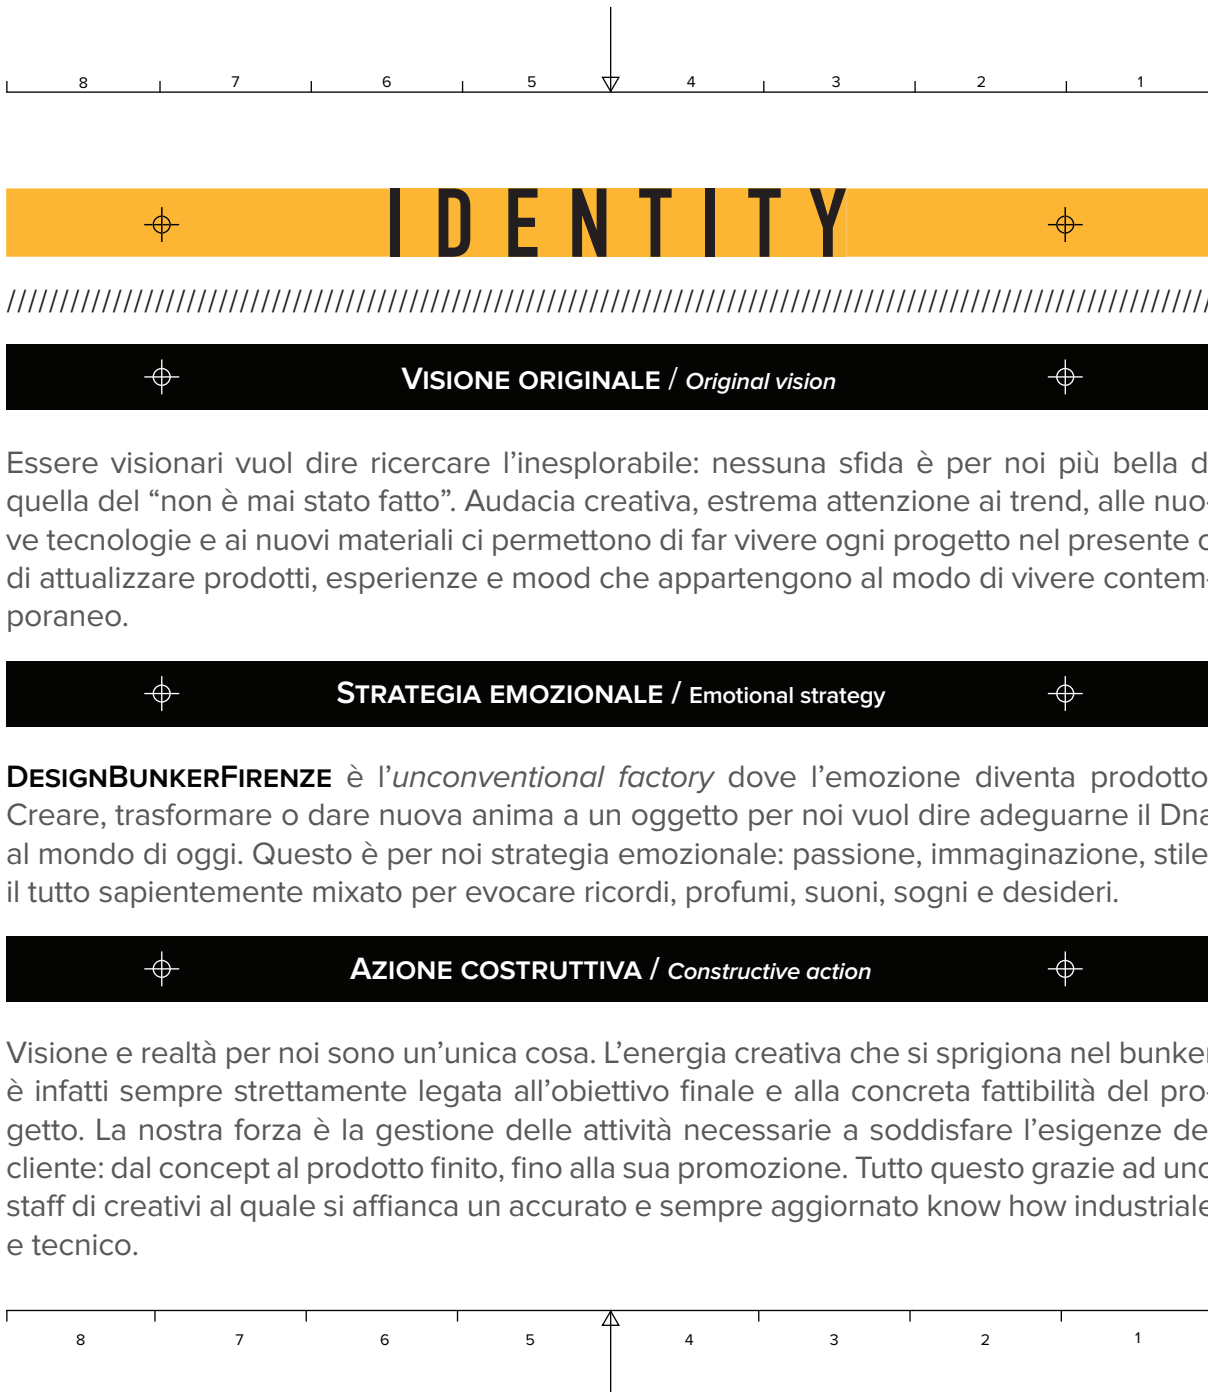 8 7 6 5 4 3 2 1
IDENTITY
////////////////////////////////////////////////////////////////////////////////////////////////////////////////////
VISIONE ORIGINALE / Original vision
Essere visionari vuol dire ricercare l’inesplorabile: nessuna sfida è per noi più bella d
quella del “non è mai stato fatto”. Audacia creativa, estrema attenzione ai trend, alle nuo-
ve tecnologie e ai nuovi materiali ci permettono di far vivere ogni progetto nel presente o
di attualizzare prodotti, esperienze e mood che appartengono al modo di vivere contem-
poraneo.
STRATEGIA EMOZIONALE / Emotional strategy
DESIGNBUNKERFIRENZE è l’unconventional factory dove l’emozione diventa prodotto
Creare, trasformare o dare nuova anima a un oggetto per noi vuol dire adeguarne il Dna
al mondo di oggi. Questo è per noi strategia emozionale: passione, immaginazione, stile
il tutto sapientemente mixato per evocare ricordi, profumi, suoni, sogni e desideri.
AZIONE COSTRUTTIVA / Constructive action
Visione e realtà per noi sono un’unica cosa. L’energia creativa che si sprigiona nel bunker
è infatti sempre strettamente legata all’obiettivo finale e alla concreta fattibilità del pro-
getto. La nostra forza è la gestione delle attività necessarie a soddisfare l’esigenze de
cliente: dal concept al prodotto finito, fino alla sua promozione. Tutto questo grazie ad uno
staff di creativi al quale si affianca un accurato e sempre aggiornato know how industriale
e tecnico.
8 7 6 5 4 3 2 1